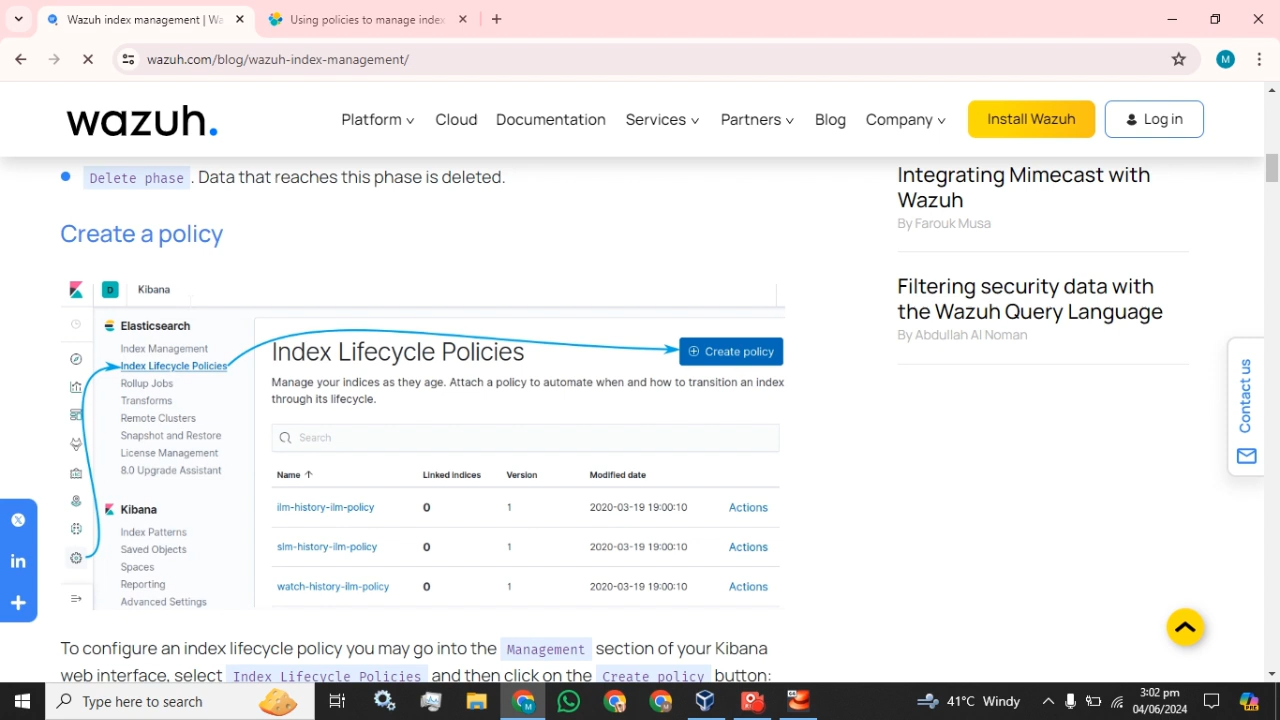 Wazuh index management | Wa
Using policies to manage index
wazuh.com/blog/wazuh-index-management/
M
wazuh.
Platform
Cloud
Documentation
Services
Partners
Blog
Company
Install Wazuh
Log in
Delete phase. Data that reaches this phase is deleted.
Create a policy
D
Kibana
Elasticsearch
Index Management
Index Lifecycle Policies
Rollup Jobs
Transforms
Remote Clusters
Snapshot and Restore
License Management
8.0 Upgrade Assistant
Kibana
Index Patterns
Saved Objects
Spaces
Reporting
Advanced Settings
Index Lifecycle Policies
Create policy
Manage your indices as they age. Attach a policy to automate when and how to transition an index
through its lifecycle.
Search
Name Linked indices Version Modified date
ilm-history-ilm-policy 0 1 2020-03-19 19:00:10 Actions
slm-history-ilm-policy 0 1 2020-03-19 19:00:10 Actions
watch-history-ilm-policy 0 1 2020-03-19 19:00:10 Actions
To configure an index lifecycle policy you may go into the Management section of your Kibana
web interface, select Index Lifecycle Policies and then click on the Create policy button:
Integrating Mimecast with
Wazuh
By Farouk Musa
Filtering security data with
the Wazuh Query Language
By Abdullah Al Noman
Contact us
in
Type here to search
41°C Windy
3:02 pm
04/06/2024